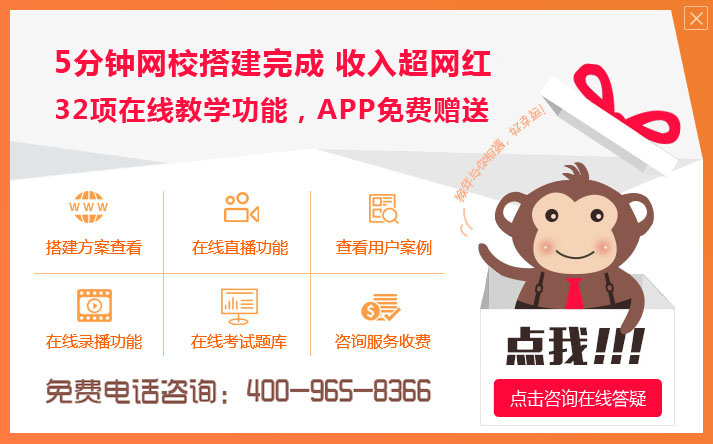 5分钟网校搭建完成 收入超网红
32项在线教学功能，APP免费赠送
WWW
搭建方案查看
在线直播功能
查看用户案例
在线录播功能
在线考试题库
$
咨询服务收费
免费电话咨询：400-965-8366
点我!!!
点击咨询在线答疑